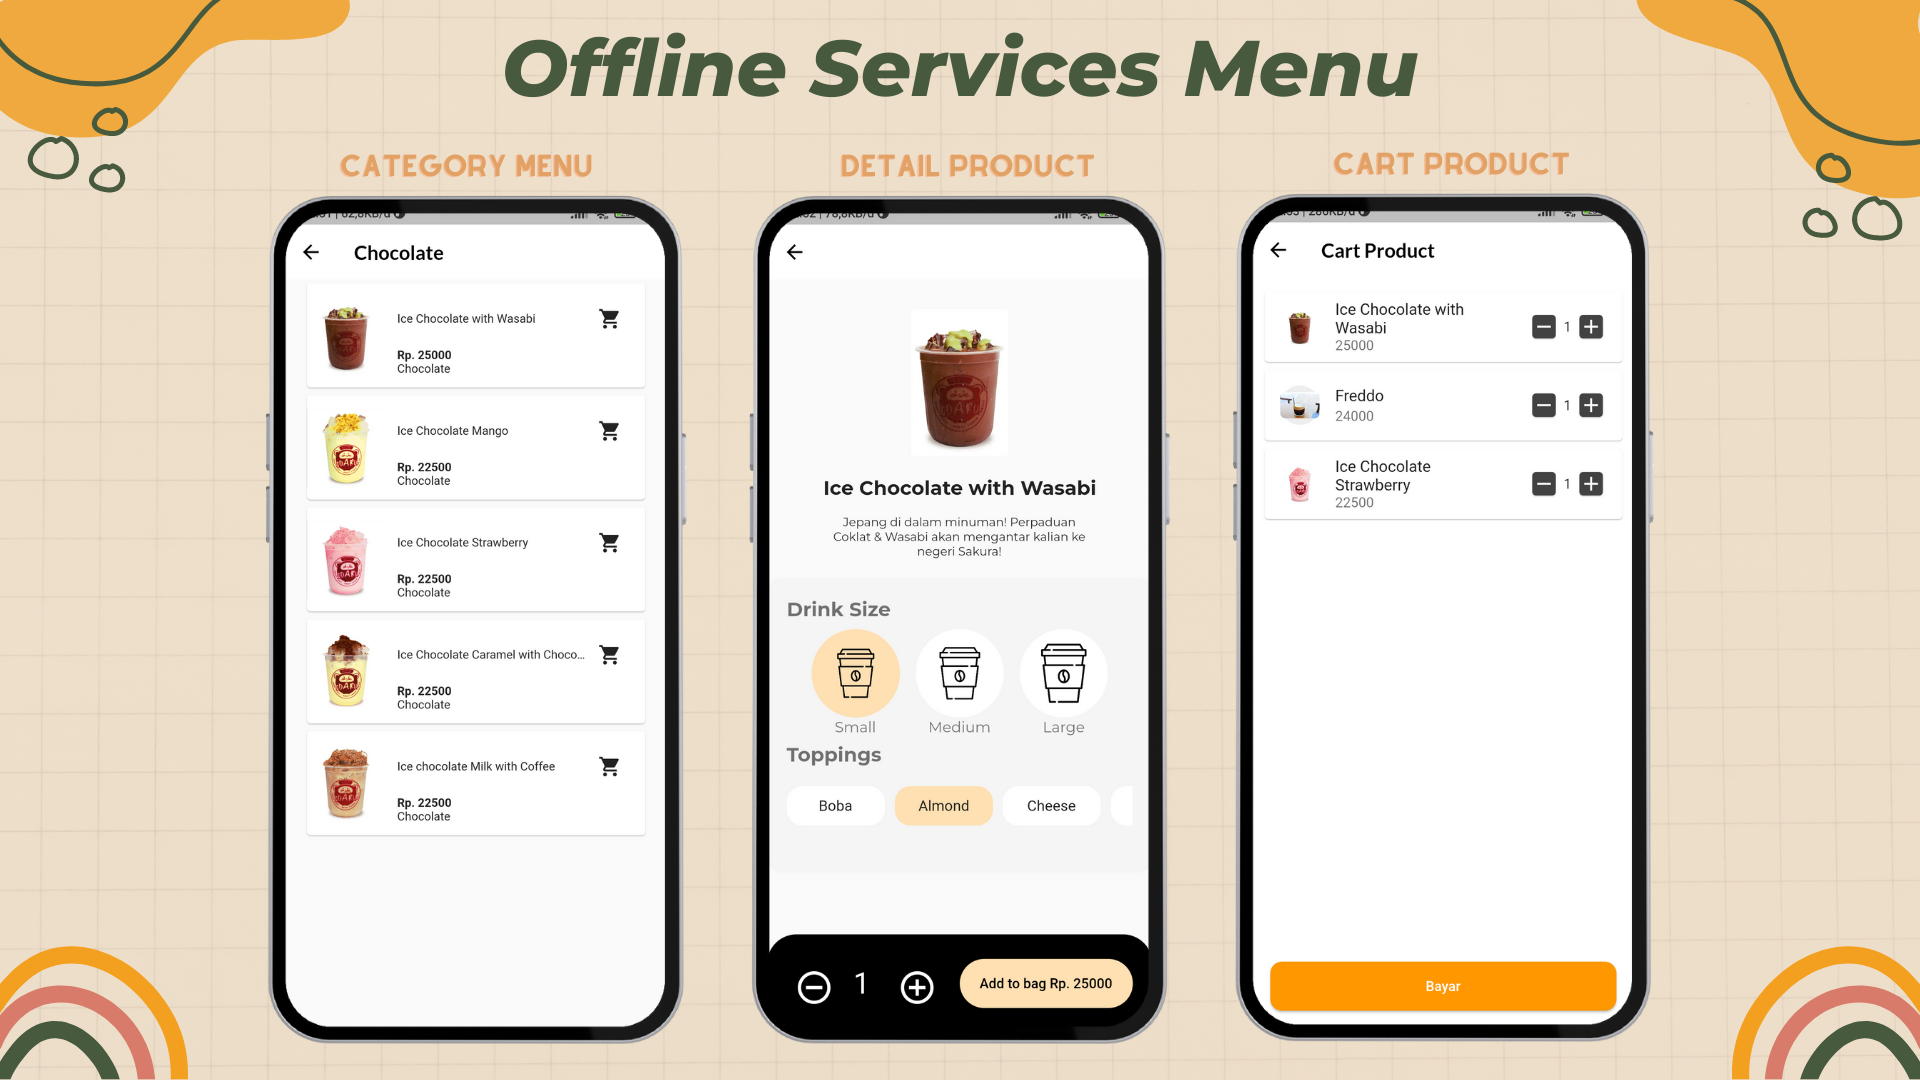 Offline Services Menu
CATEGORY MENU
Chocolate
Ice Chocolate with Wasabi
Rp. 25000
Chocolate
Ice Chocolate Mango
Rp. 22500
Chocolate
Ice Chocolate Strawberry
Rp. 22500
Chocolate
Ice Chocolate Caramel with Choco...
Rp. 22500
Chocolate
Ice chocolate Milk with Coffee
Rp. 22500
Chocolate
DETAIL PRODUCT
Ice Chocolate with Wasabi
Jepang di dalam minuman! Perpaduan
Coklat & Wasabi akan mengantar kalian ke
negeri Sakura!
Drink Size
Small Medium Large
Toppings
Boba Almond Cheese
1 Add to bag Rp. 25000
CART PRODUCT
Cart Product
Ice Chocolate with
Wasabi
25000
1
Freddo
24000
1
Ice Chocolate
Strawberry
22500
1
Bayar